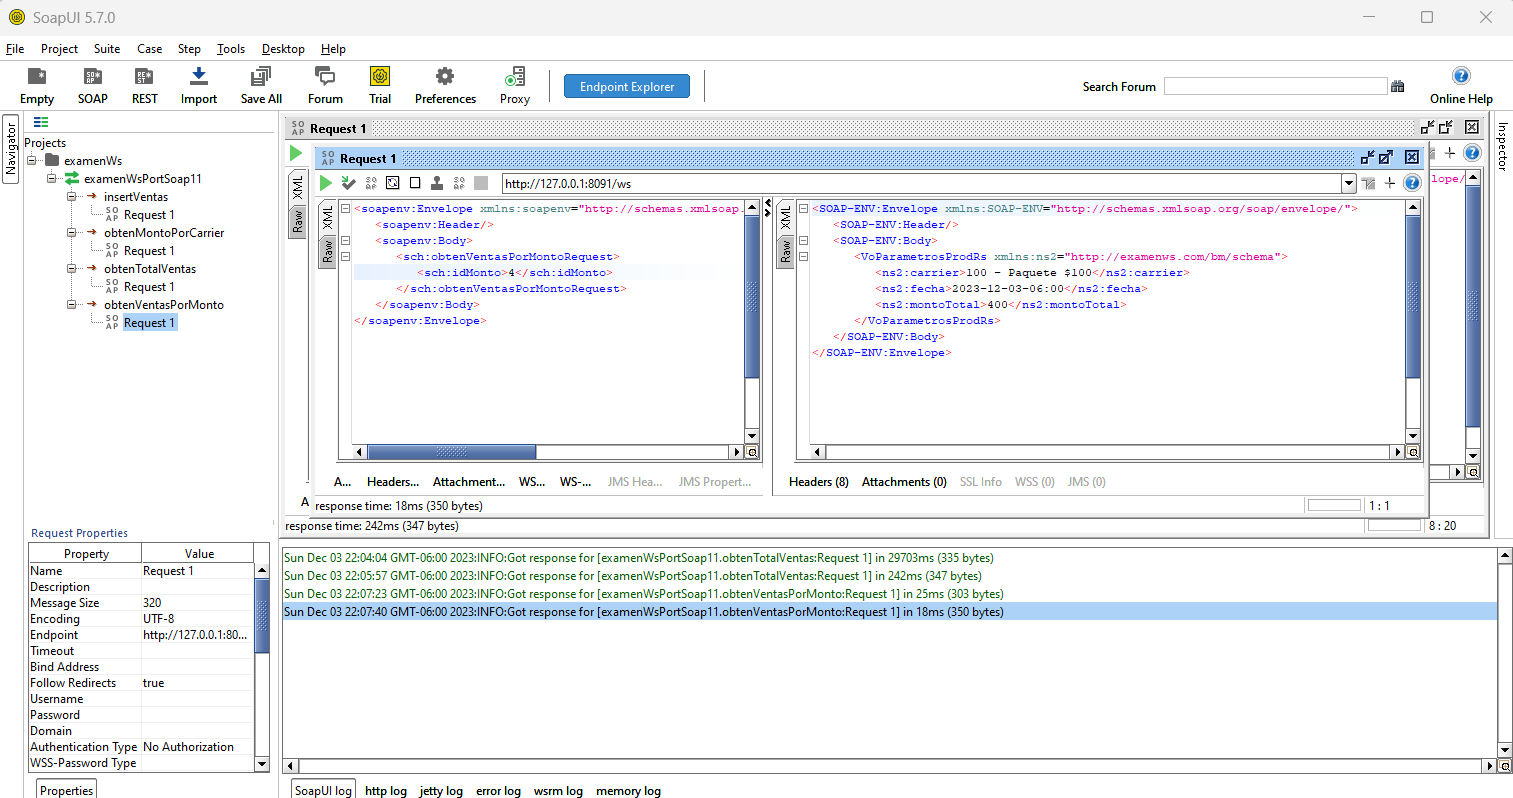 SoapUI 5.7.0
File Project Suite Case Step Tools Desktop Help
Empty SOAP REST Import Save All Forum Trial Preferences Proxy Endpoint Explorer Search Forum Online Help
Navigator
Projects
examenWs
examenWsPortSoap11
insertVentas
Request 1
obtenMontoPorCarrier
Request 1
obtenTotalVentas
Request 1
obtenVentasPorMonto
Request 1
Request 1
Request 1
Inspector
XML
Raw
http://127.0.0.1:8091/ws
XML
Raw
<soapenv:Envelope xmlns:soapenv="http://schemas.xmlsoap.
<soapenv:Header/>
<soapenv:Body>
<sch:obtenVentasPorMontoRequest>
<sch:idMonto>4</sch:idMonto>
</sch:obtenVentasPorMontoRequest>
</soapenv:Body>
</soapenv:Envelope>
XML
Raw
<SOAP-ENV:Envelope xmlns:SOAP-ENV="http://schemas.xmlsoap.org/soap/envelope/">
<SOAP-ENV:Header/>
<SOAP-ENV:Body>
<VoParametrosProdRs xmlns:ns2="http://examenws.com/bm/schema">
<ns2:carrier>100 - Paquete $100</ns2:carrier>
<ns2:fecha>2023-12-03-06:00</ns2:fecha>
<ns2:montoTotal>400</ns2:montoTotal>
</VoParametrosProdRs>
</SOAP-ENV:Body>
</SOAP-ENV:Envelope>
elope/
A... Headers... Attachment... WS... WS-... JMS Hea... JMS Propert...
Headers (8) Attachments (0) SSL Info WSS (0) JMS (0)
A
response time: 18ms (350 bytes) 1 : 1
response time: 242ms (347 bytes) 8 : 20
Request Properties
Property Value
Name Request 1
Description
Message Size 320
Encoding UTF-8
Endpoint http://127.0.0.1:80...
Timeout
Bind Address
Follow Redirects true
Username
Password
Domain
Authentication Type No Authorization
WSS-Password Type
Properties
Sun Dec 03 22:04:04 GMT-06:00 2023:INFO:Got response for [examenWsPortSoap11.obtenTotalVentas:Request 1] in 29703ms (335 bytes)
Sun Dec 03 22:05:57 GMT-06:00 2023:INFO:Got response for [examenWsPortSoap11.obtenTotalVentas:Request 1] in 242ms (347 bytes)
Sun Dec 03 22:07:23 GMT-06:00 2023:INFO:Got response for [examenWsPortSoap11.obtenVentasPorMonto:Request 1] in 25ms (303 bytes)
Sun Dec 03 22:07:40 GMT-06:00 2023:INFO:Got response for [examenWsPortSoap11.obtenVentasPorMonto:Request 1] in 18ms (350 bytes)
SoapUI log http log jetty log error log wsrm log memory log